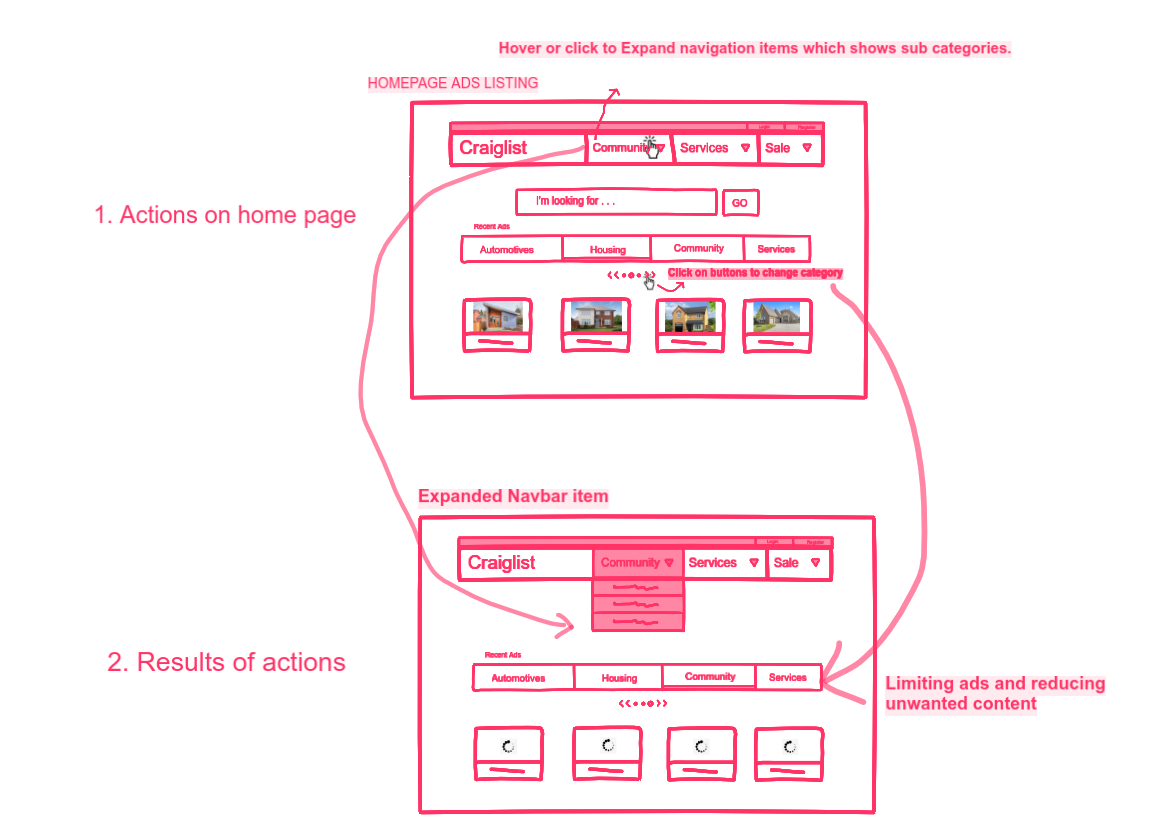 Hover or click to Expand navigation items which shows sub categories.
HOMEPAGE ADS LISTING
Login Register
Craiglist Community Services Sale
1. Actions on home page
I'm looking for . . . GO
Recent Ads
Automotives Housing Community Services
Click on buttons to change category
Expanded Navbar item
Login Register
Craiglist Community Services Sale
2. Results of actions
Recent Ads
Automotives Housing Community Services
Limiting ads and reducing
unwanted content